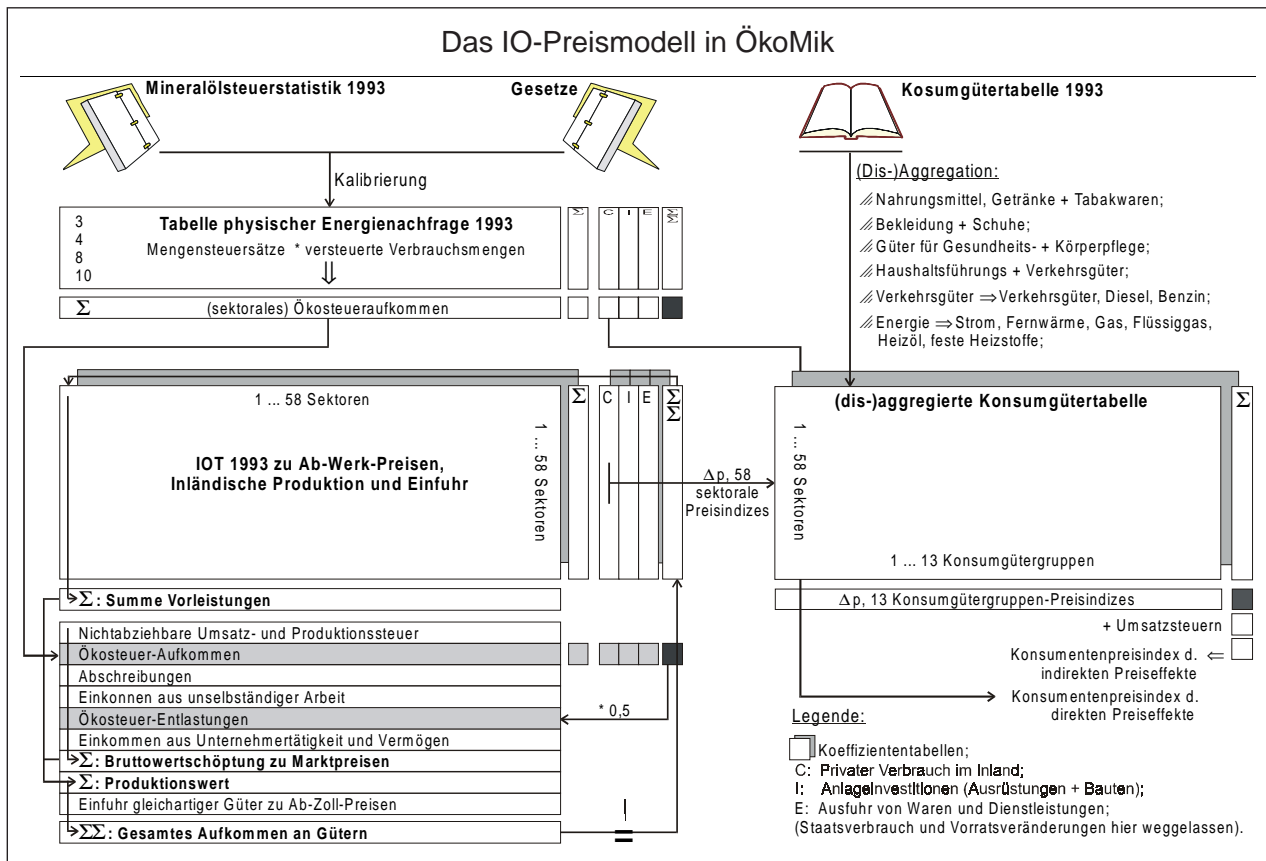 Das IO-Preismodell in ÖkoMik
Mineralölsteuerstatistik 1993
Gesetze
Kosumgütertabelle 1993
Kalibrierung
(Dis-)Aggregation:
Nahrungsmittel, Getränke + Tabakwaren;
Bekleidung + Schuhe;
Güter für Gesundheits- + Körperpflege;
Haushaltsführungs + Verkehrsgüter;
Verkehrsgüter ⇒ Verkehrsgüter, Diesel, Benzin;
Energie ⇒ Strom, Fernwärme, Gas, Flüssiggas,
Heizöl, feste Heizstoffe;
3
4
8
10
Tabelle physischer Energienachfrage 1993
Mengensteuersätze * versteuerte Verbrauchsmengen
⇓
Σ
C I E
ΣΣ
Σ (sektorales) Ökosteueraufkommen
1 ... 58 Sektoren
Σ
C I E
Σ
Σ
1 ... 58 Sektoren
IOT 1993 zu Ab-Werk-Preisen,
Inländische Produktion und Einfuhr
Δp, 58
sektorale
Preisindizes
(dis-)aggregierte Konsumgütertabelle
Σ
1 ... 58 Sektoren
1 ... 13 Konsumgütergruppen
Σ: Summe Vorleistungen
Nichtabziehbare Umsatz- und Produktionssteuer
Ökosteuer-Aufkommen
Abschreibungen
Einkonnen aus unselbständiger Arbeit
Ökosteuer-Entlastungen
* 0,5
Einkommen aus Unternehmertätigkeit und Vermögen
Σ: Bruttowertschöptung zu Marktpreisen
Σ: Produktionswert
Einfuhr gleichartiger Güter zu Ab-Zoll-Preisen
ΣΣ: Gesamtes Aufkommen an Gütern
=
Δp, 13 Konsumgütergruppen-Preisindizes
+ Umsatzsteuern
Konsumentenpreisindex d. ⇐
indirekten Preiseffekte
Konsumentenpreisindex d.
direkten Preiseffekte
Legende:
Koeffiziententabellen;
C: Privater Verbrauch im Inland;
I: Anlageinvestitionen (Ausrüstungen + Bauten);
E: Ausfuhr von Waren und Dienstleistungen;
(Staatsverbrauch und Vorratsveränderungen hier weggelassen).